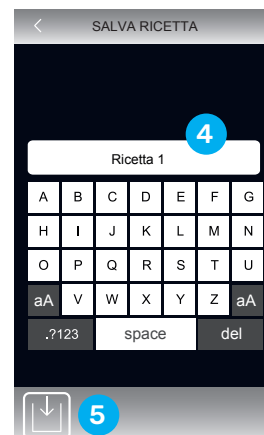 SALVA RICETTA
4
Ricetta 1
A B C D E F G
H I J K L M N
O P Q R S T U
aA V W X Y Z aA
.?123 space del
5